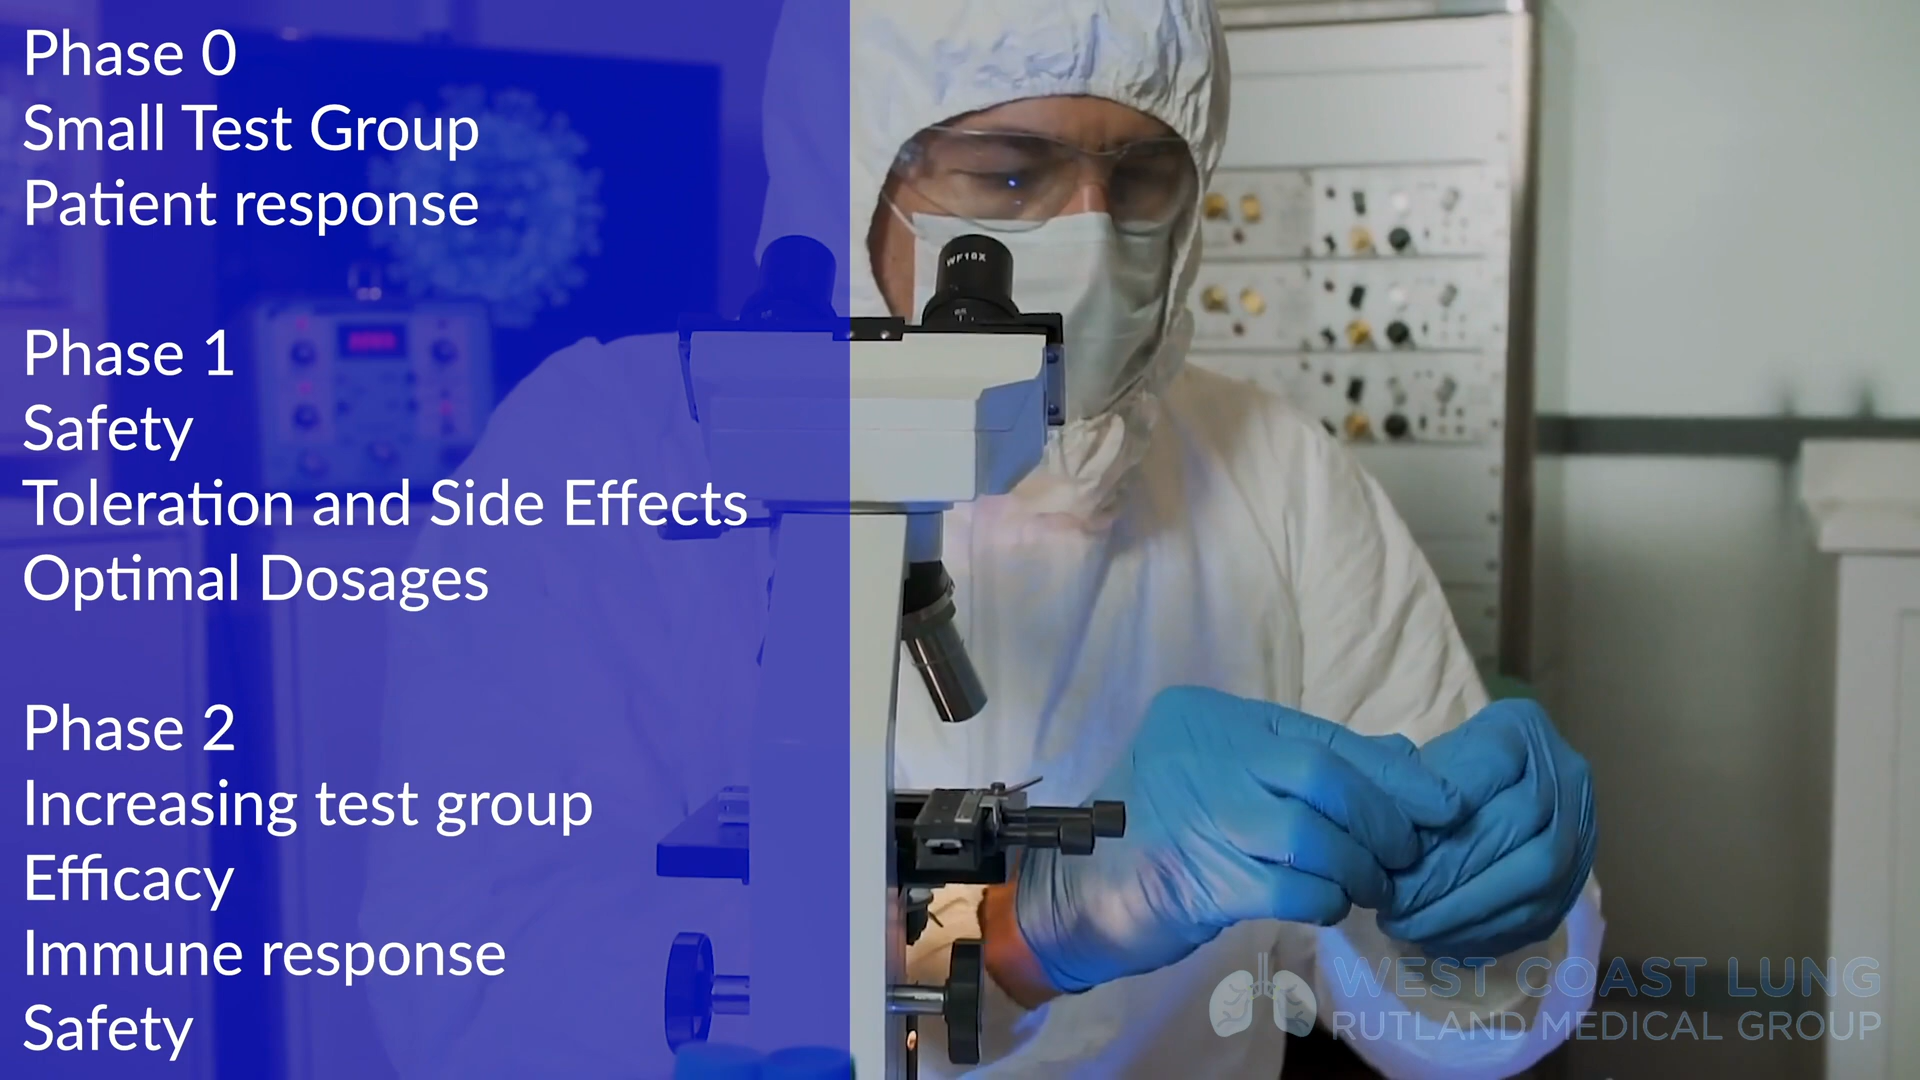 Phase 0
Small Test Group
Patient response
Phase 1
Safety
Toleration and Side Effects
Optimal Dosages
Phase 2
Increasing test group
Efficacy
Immune response
Safety
WF10X
WEST COAST LUNG
RUTLAND MEDICAL GROUP